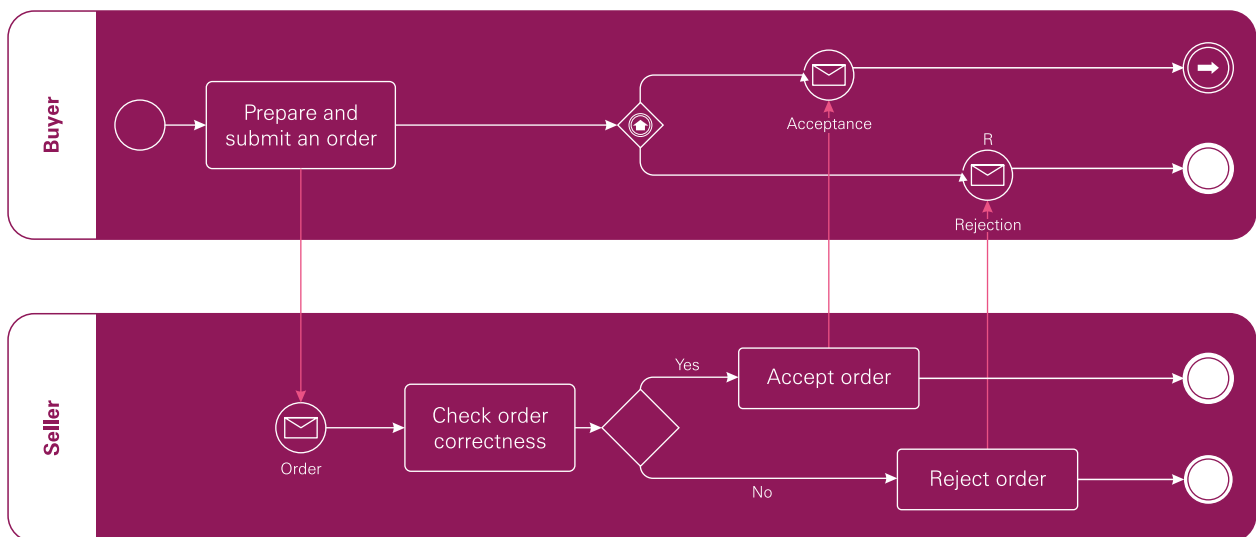 Buyer
Prepare and
submit an order
Acceptance
R
Rejection
Seller
Order
Check order
correctness
Yes
No
Accept order
Reject order